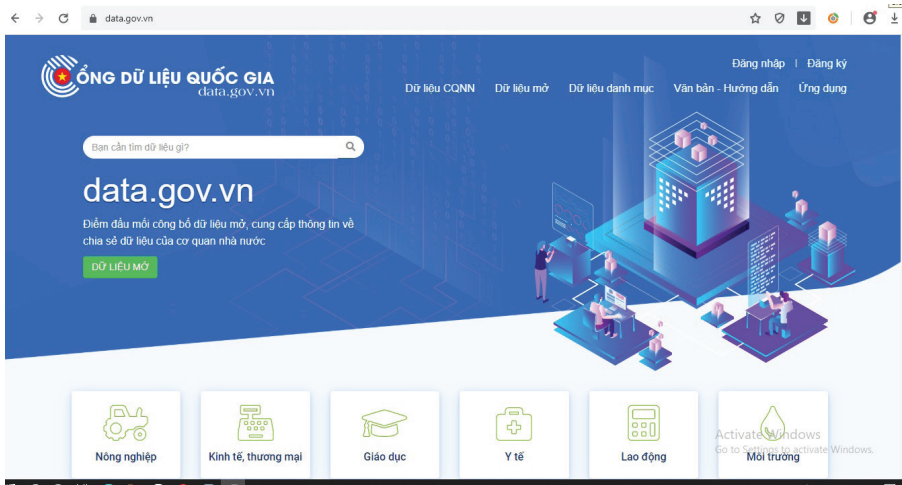 data.gov.vn
CỔNG DỮ LIỆU QUỐC GIA
data.gov.vn
Đăng nhập | Đăng ký
Dữ liệu CQNN Dữ liệu mở Dữ liệu danh mục Văn bản - Hướng dẫn Ứng dụng
Bạn cần tìm dữ liệu gì?
data.gov.vn
Điểm đầu mối công bố dữ liệu mở, cung cấp thông tin về
chia sẻ dữ liệu của cơ quan nhà nước
DỮ LIỆU MỞ
Nông nghiệp Kinh tế, thương mại Giáo dục Y tế Lao động Môi trường
Activate Windows
Go to Settings to activate Windows.